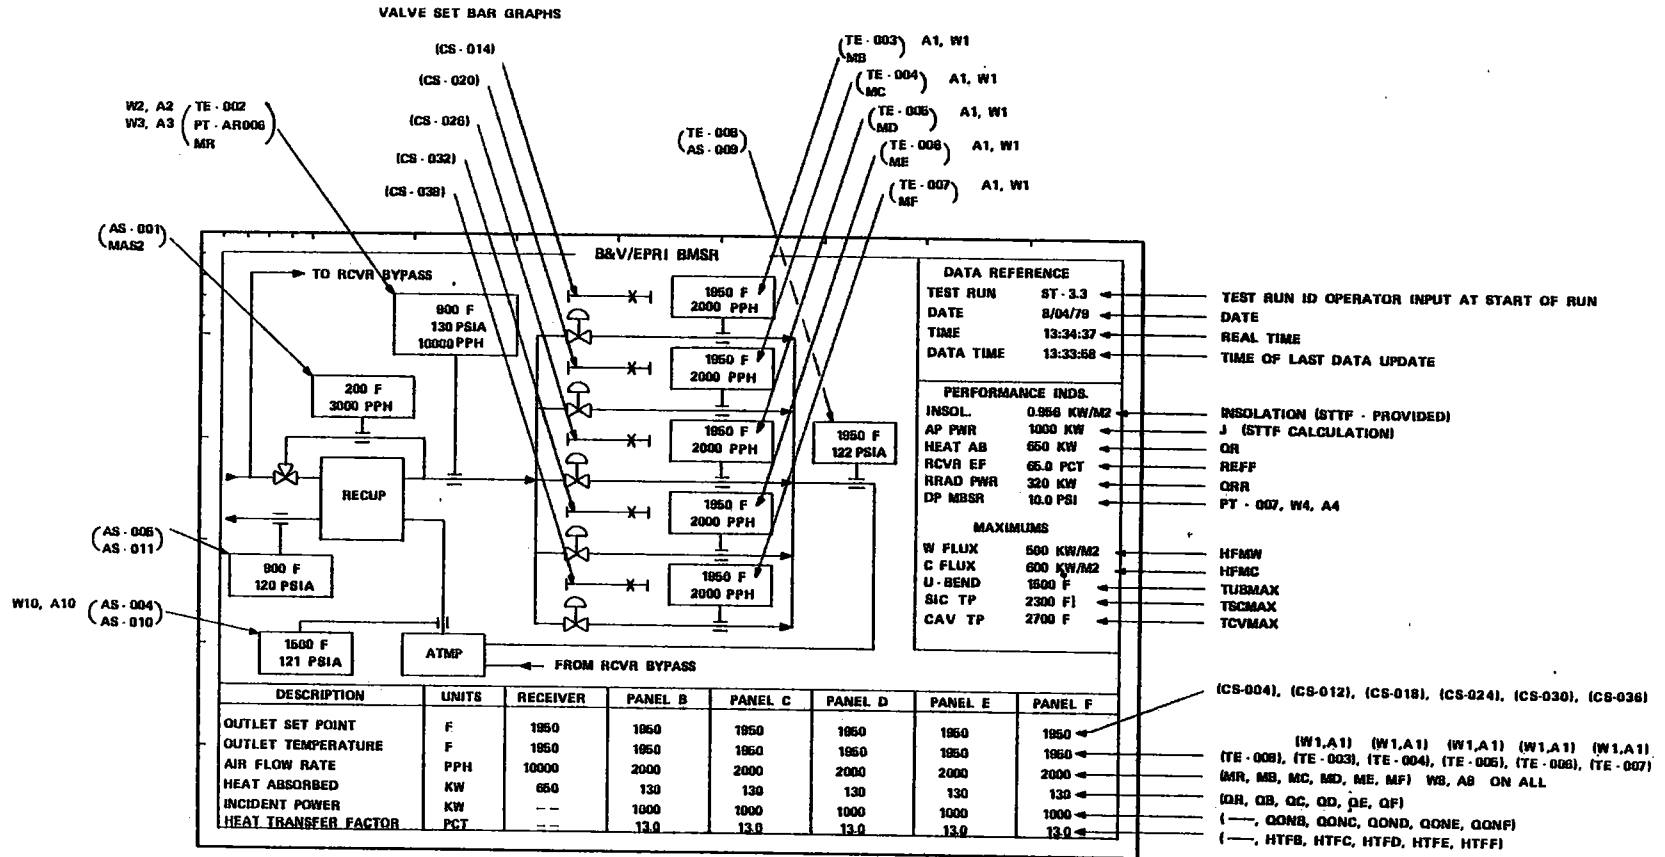 VALVE SET BAR GRAPHS
(CS - 014)
(CS - 020)
(CS - 026)
(CS - 032)
(CS - 038)
W2, A2 ( TE - 002
W3, A3 PT - AR006
MR )
(TE - 003) A1, W1
MB
(TE - 004) A1, W1
MC
(TE - 005) A1, W1
MD
(TE - 006) A1, W1
ME
(TE - 007) A1, W1
MF
(TE - 008)
AS - 009
(AS - 001)
MAS2
B&V/EPRI BMSR
TO RCVR BYPASS
900 F
130 PSIA
10000 PPH
200 F
3000 PPH
RECUP
(AS - 005)
AS - 011
900 F
120 PSIA
W10, A10 (AS - 004)
AS - 010
1500 F
121 PSIA
ATMP
FROM RCVR BYPASS
1950 F
2000 PPH
1950 F
2000 PPH
1950 F
2000 PPH
1950 F
2000 PPH
1950 F
2000 PPH
1950 F
122 PSIA
DATA REFERENCE
TEST RUN ST - 3.3 TEST RUN ID OPERATOR INPUT AT START OF RUN
DATE 8/04/79 DATE
TIME 13:34:37 REAL TIME
DATA TIME 13:33:58 TIME OF LAST DATA UPDATE
PERFORMANCE INDS.
INSOL. 0.956 KW/M2 INSOLATION (STTF - PROVIDED)
AP PWR 1000 KW J (STTF CALCULATION)
HEAT AB 650 KW QR
RCVR EF 65.0 PCT REFF
RRAD PWR 320 KW QRR
DP MBSR 10.0 PSI PT - 007, W4, A4
MAXIMUMS
W FLUX 500 KW/M2 HFMW
C FLUX 600 KW/M2 HFMC
U - BEND 1500 F TUBMAX
SIC TP 2300 F TSCMAX
CAV TP 2700 F TCVMAX
DESCRIPTION UNITS RECEIVER PANEL B PANEL C PANEL D PANEL E PANEL F
(CS-004), (CS-012), (CS-018), (CS-024), (CS-030), (CS-036)
OUTLET SET POINT F 1950 1950 1950 1950 1950 1950
(W1,A1) (W1,A1) (W1,A1) (W1,A1) (W1,A1)
OUTLET TEMPERATURE F 1950 1950 1950 1950 1950 1950 (TE - 008), (TE - 003), (TE - 004), (TE - 005), (TE - 006), (TE - 007)
AIR FLOW RATE PPH 10000 2000 2000 2000 2000 2000 (MR, MB, MC, MD, ME, MF) W8, A8 ON ALL
HEAT ABSORBED KW 650 130 130 130 130 130 (QR, QB, QC, QD, QE, QF)
INCIDENT POWER KW -- 1000 1000 1000 1000 1000 ( —, QONB, QONC, QOND, QONE, QONF)
HEAT TRANSFER FACTOR PCT -- 13.0 13.0 13.0 13.0 13.0 ( —, HTFB, HTFC, HTFD, HTFE, HTFF)